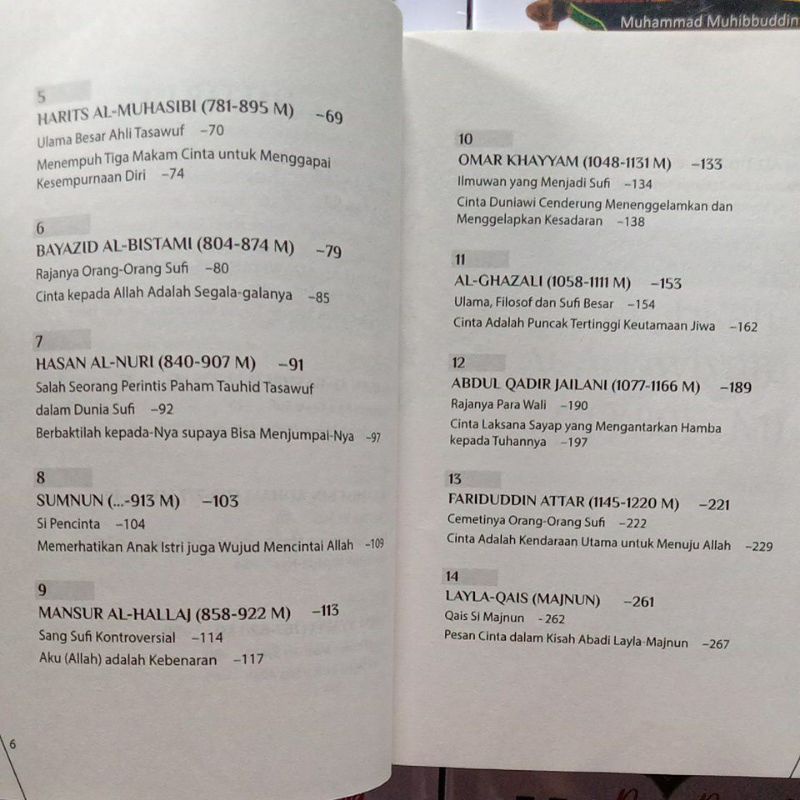 Muhammad Muhibbuddin
5
HARITS AL-MUHASIBI (781-895 M) –69
Ulama Besar Ahli Tasawuf –70
Menempuh Tiga Makam Cinta untuk Menggapai
Kesempurnaan Diri –74
6
BAYAZID AL-BISTAMI (804-874 M) –79
Rajanya Orang-Orang Sufi –80
Cinta kepada Allah Adalah Segala-galanya –85
7
HASAN AL-NURI (840-907 M) –91
Salah Seorang Perintis Paham Tauhid Tasawuf
dalam Dunia Sufi –92
Berbaktilah kepada-Nya supaya Bisa Menjumpai-Nya –97
8
SUMNUN (...-913 M) –103
Si Pencinta –104
Memerhatikan Anak Istri juga Wujud Mencintai Allah –109
9
MANSUR AL-HALLAJ (858-922 M) –113
Sang Sufi Kontroversial –114
Aku (Allah) adalah Kebenaran –117
6
10
OMAR KHAYYAM (1048-1131 M) –133
Ilmuwan yang Menjadi Sufi –134
Cinta Duniawi Cenderung Menenggelamkan dan
Menggelapkan Kesadaran –138
11
AL-GHAZALI (1058-1111 M) –153
Ulama, Filosof dan Sufi Besar –154
Cinta Adalah Puncak Tertinggi Keutamaan Jiwa –162
12
ABDUL QADIR JAILANI (1077-1166 M) –189
Rajanya Para Wali –190
Cinta Laksana Sayap yang Mengantarkan Hamba
kepada Tuhannya –197
13
FARIDUDDIN ATTAR (1145-1220 M) –221
Cemetinya Orang-Orang Sufi –222
Cinta Adalah Kendaraan Utama untuk Menuju Allah –229
14
LAYLA-QAIS (MAJNUN) –261
Qais Si Majnun -262
Pesan Cinta dalam Kisah Abadi Layla-Majnun –267